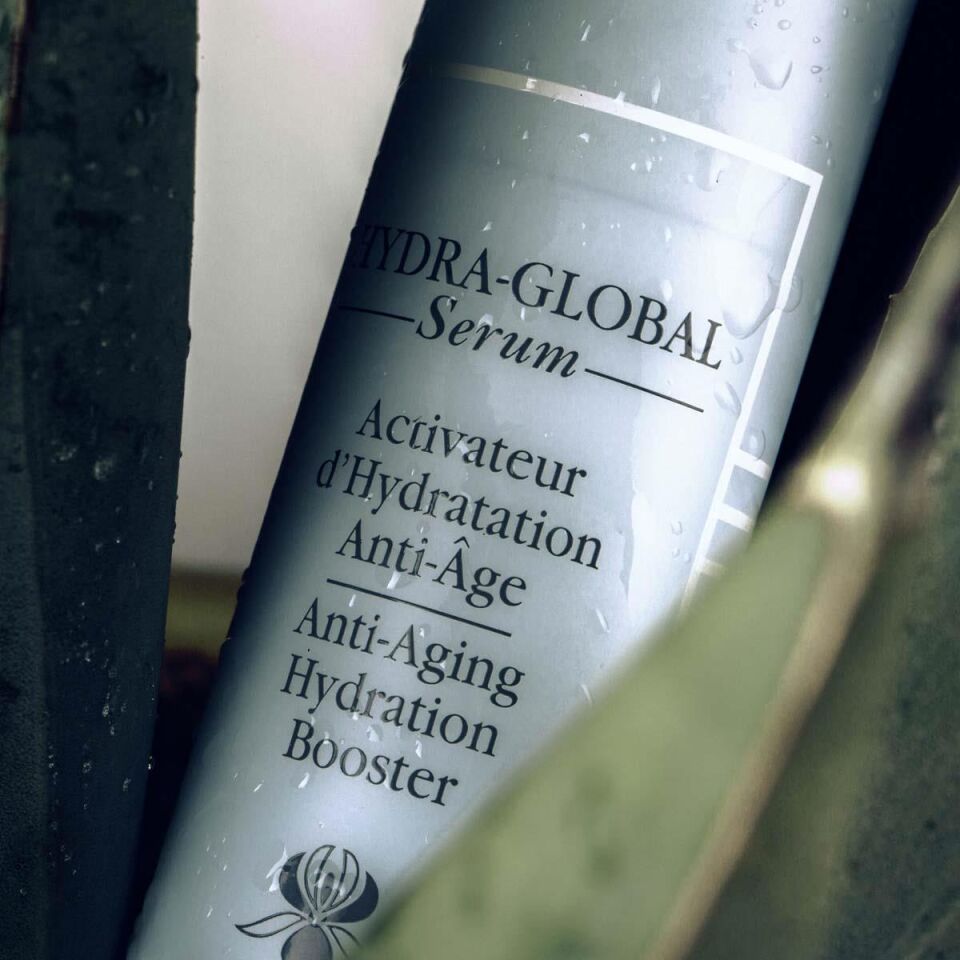 HYDRA-GLOBAL
Serum
Activateur
d'Hydratation
Anti-Âge
Anti-Aging
Hydration
Booster